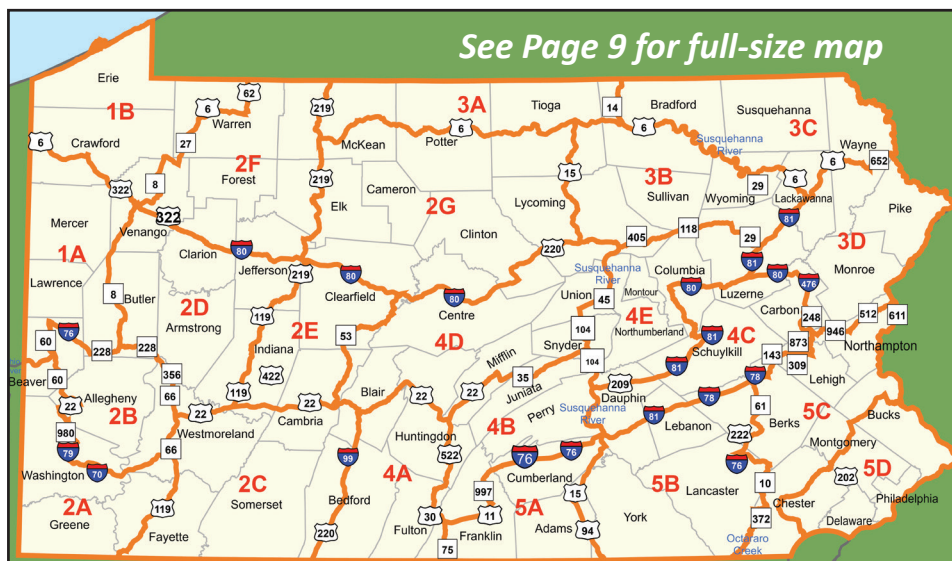 See Page 9 for full-size map
Erie
1B
62
6
Warren
219
3A
Tioga
14
Bradford
Susquehanna
3C
6
Crawford
27
McKean
6
Potter
6
Susquehanna
River
6
Wayne
652
2F
Forest
8
322
219
Cameron
15
3B
Sullivan
Wyoming
29
6
Lackawanna
Pike
Mercer
322
Venango
Elk
2G
Lycoming
81
1A
Clarion
80
Clinton
220
405
118
29
3D
Jefferson
219
80
Susquehanna
River
81
Monroe
Lawrence
8
Butler
Clearfield
80
Centre
Union
45
Montour
Columbia
80
Luzerne
80
476
2D
Armstrong
119
2E
53
4D
4E
Northumberland
Carbon
248
512
611
76
60
228
228
Indiana
Mifflin
Snyder
104
81
4C
873
946
Northampton
Beaver
60
356
422
Blair
35
Juniata
104
Schuylkill
143
309
Allegheny
66
119
22
22
209
Dauphin
81
78
Lehigh
22
2B
22
Cambria
22
Huntingdon
4B
Perry
Susquehanna
River
78
61
5C
Bucks
980
Westmoreland
81
Lebanon
Berks
79
70
66
99
4A
522
76
76
222
Montgomery
Washington
2C
Somerset
Bedford
997
Cumberland
15
5B
76
202
5D
2A
Greene
119
30
11
5A
Lancaster
10
Chester
Philadelphia
Fayette
220
Fulton
Franklin
Adams
94
York
372
Delaware
75
Octararo
Creek